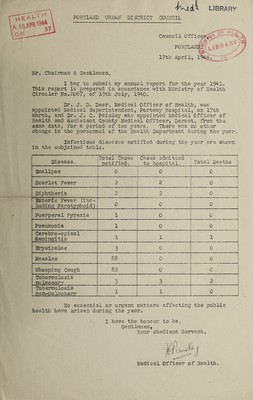 med LIBRARY
HEALTH
PORTLAND URBAN DISTRICT COUNCIL
Council Offices,
PORTLAND.
LIBRARY
17th April,
Mr. Chairman & Gentlemen,
I beg to submit my annual report for the year 1941.
This report is prepared in accordance with Ministry of Health
Circular No.2067, of 19th July, 1940.
Dr. J. D. Hear, Medical Officer of Health, was
appointed Medical Superintendent, Portwey Hospital, on 17th
March, and Dr. J. C. Paisley was appointed Medical Officer of
Health and Assistant County Medical Officer, Dorset, from the
same date, for a period of two years. There was no other
change in the personnel of the Health Department during the year.
Infectious diseases notified during the year are shown
in the subjoined table.
Disease. Total Cases notified. Cases admitted to hospital. Total Deaths
Smallpox 0 0 0
Scarlet Fever 2 2 0
Diphtheria 2 2 0
Enteric Fever (Inc-
luding Paratyphoid) 0 0 0
Puerperal Pyrexia 1 0 0
Pneumonia 1 0 0
Cerebro-spinal
Meningitis 1 1 1
Erysipelas 3 0 0
Measles 88 0 0
Whooping Cough 82 0 0
Tuberculosis
Pulmonary 3 3 2
Tuberculosis
Non-Pulmonary 1 1 0
No essential or urgent matters affecting the public
health have arisen during the year.
I have the honour to be,
Gentlemen,
Your obedient Servant,
Medical Officer of Health.